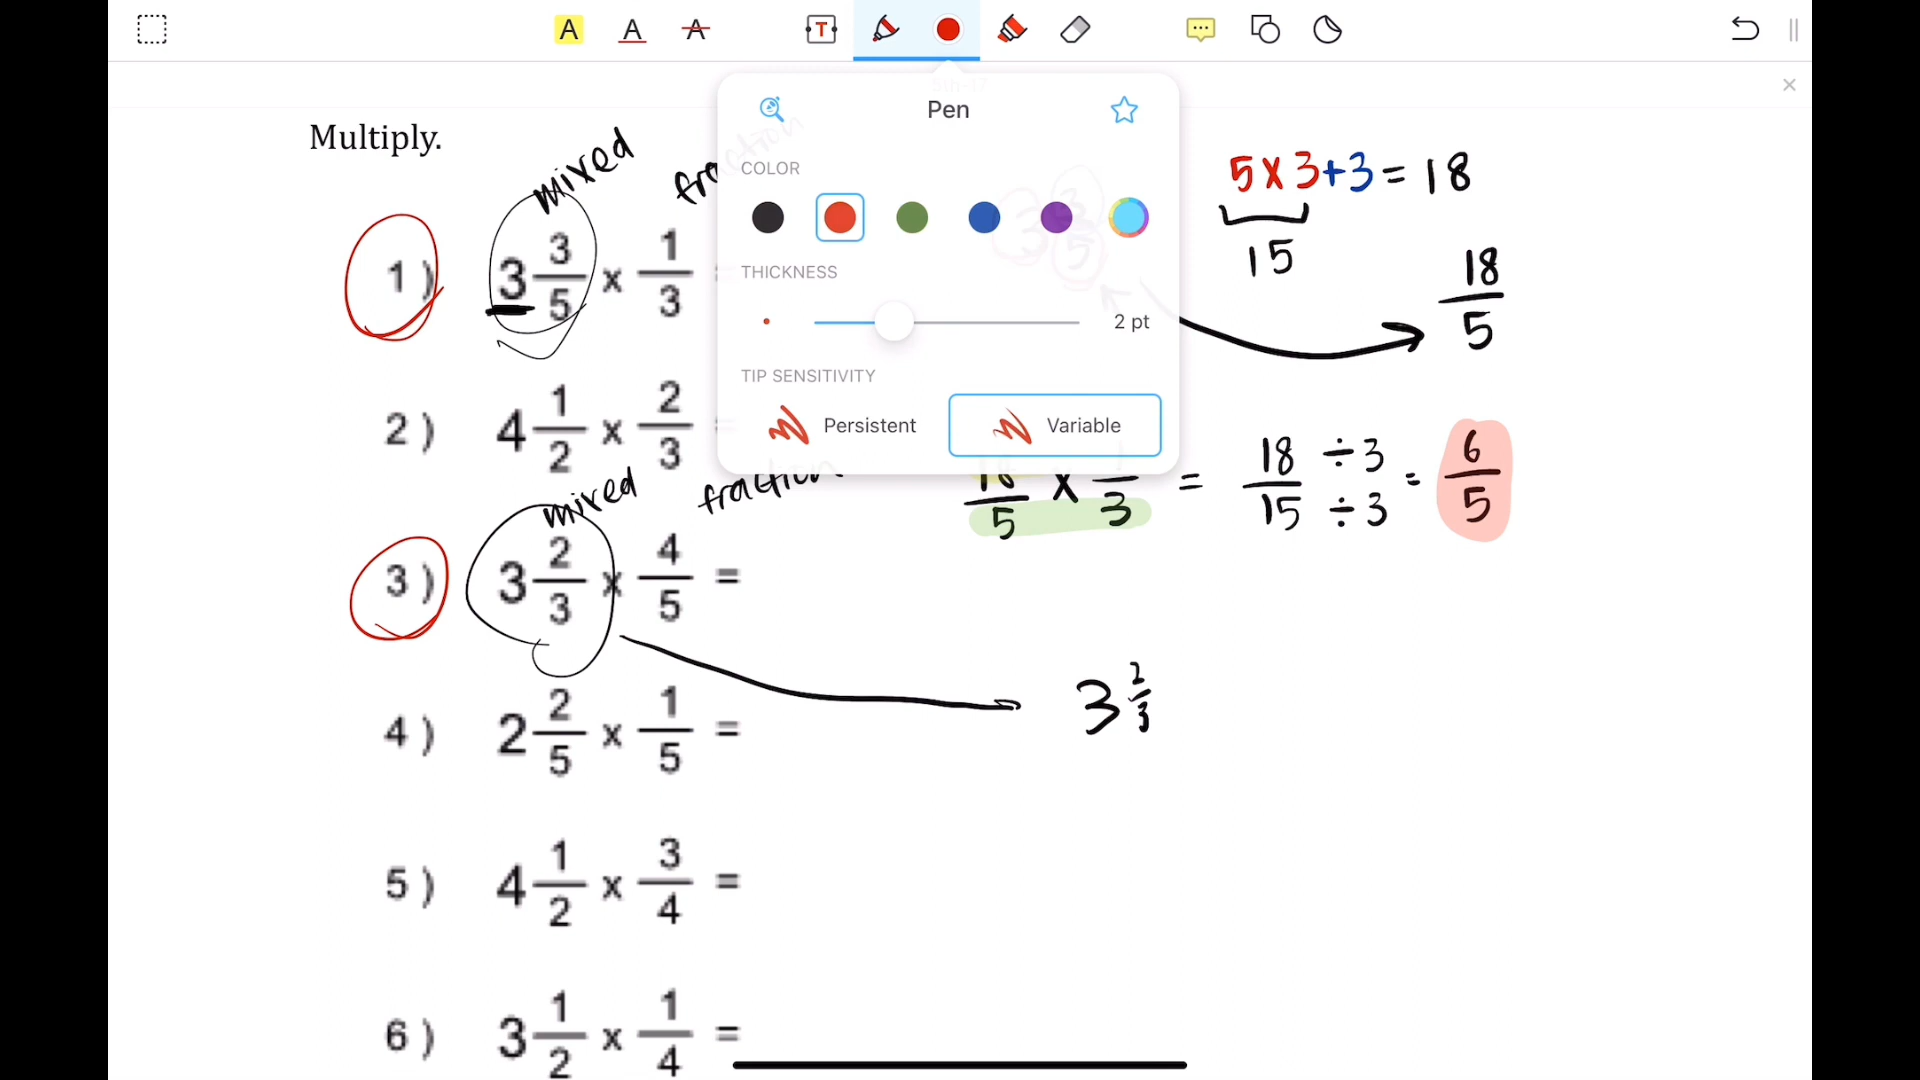 A A A T
Pen
COLOR
THICKNESS
2 pt
TIP SENSITIVITY
Persistent Variable
Multiply.
mixed
1) 3 3/5 x 1/3
5 x 3 + 3 = 18
15
18/5
2) 4 1/2 x 2/3
18/5 x /3 = 18/15 ÷3/÷3 = 6/5
mixed fraction
3) 3 2/3 x 4/5 =
3 2/3
4) 2 2/5 x 1/5 =
5) 4 1/2 x 3/4 =
6) 3 1/2 x 1/4 =